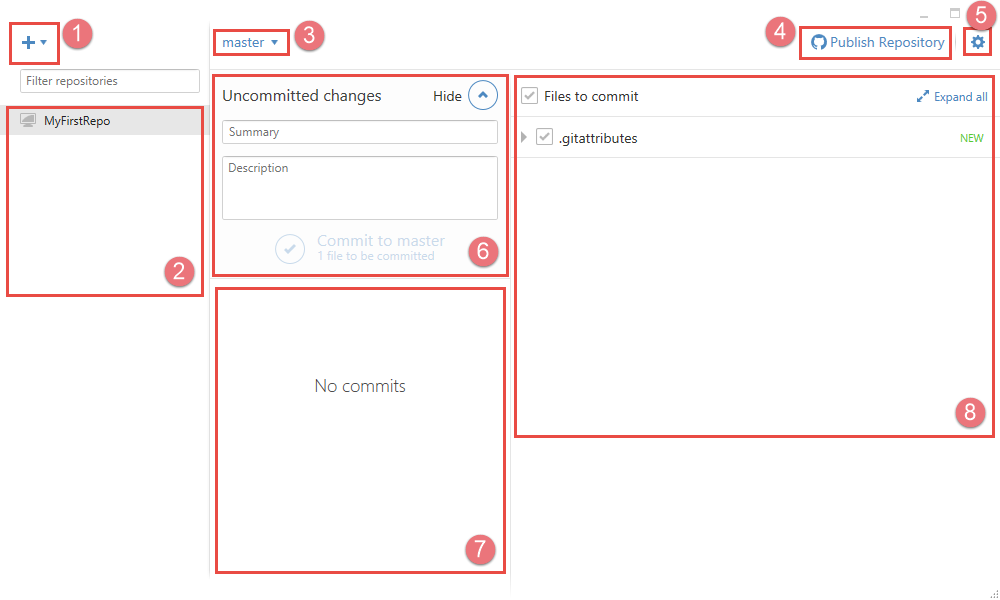 1
3
4
5
master
Publish Repository
Filter repositories
MyFirstRepo
2
Uncommitted changes
Hide
Summary
Description
Commit to master
1 file to be committed
6
No commits
7
Files to commit
Expand all
.gitattributes
NEW
8